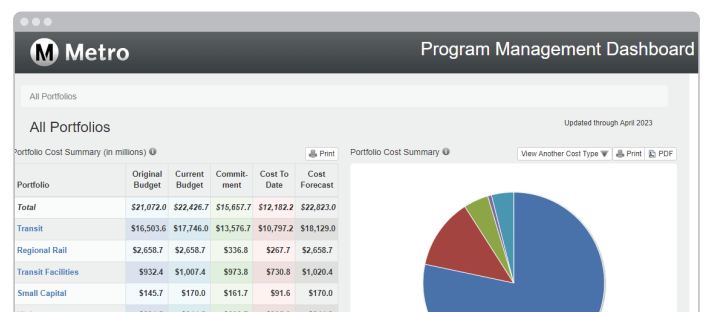 M Metro
Program Management Dashboard
All Portfolios
All Portfolios
Updated through April 2023
Portfolio Cost Summary (in millions)
Print
Portfolio Original Budget Current Budget Commit-ment Cost To Date Cost Forecast
Total $21,072.0 $22,426.7 $15,657.7 $12,182.2 $22,823.0
Transit $16,503.6 $17,746.0 $13,576.7 $10,797.2 $18,129.0
Regional Rail $2,658.7 $2,658.7 $336.8 $267.7 $2,658.7
Transit Facilities $932.4 $1,007.4 $973.8 $730.8 $1,020.4
Small Capital $145.7 $170.0 $161.7 $91.6 $170.0
Portfolio Cost Summary
View Another Cost Type Print PDF